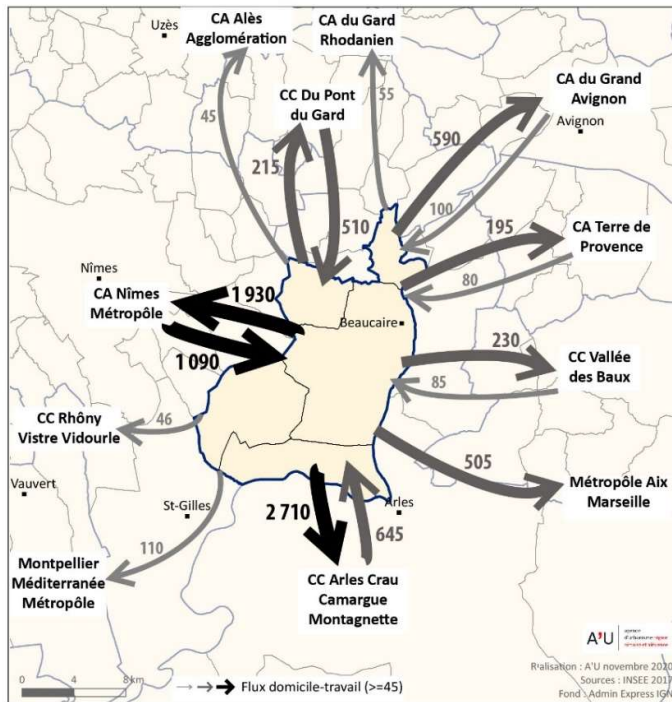 Uzès
CA Alès
Agglomération
CA du Gard
Rhodanien
45
CC Du Pont
du Gard
55
CA du Grand
Avignon
Avignon
590
215
100
510
195
CA Terre de
Provence
80
Nîmes
CA Nîmes
Métropole
1 930
Beaucaire
1 090
230
CC Vallée
des Baux
85
CC Rhôny
Vistre Vidourle
46
505
Métropole Aix
Marseille
Vauvert
St-Gilles
2 710
Arles
645
110
Montpellier
Méditerranée
Métropole
CC Arles Crau
Camargue
Montagnette
A'U
Réalisation : A'U novembre 2020
Sources : INSEE 2017
Fond : Admin Express IGN
0 4 8 km
Flux domicile-travail (>=45)